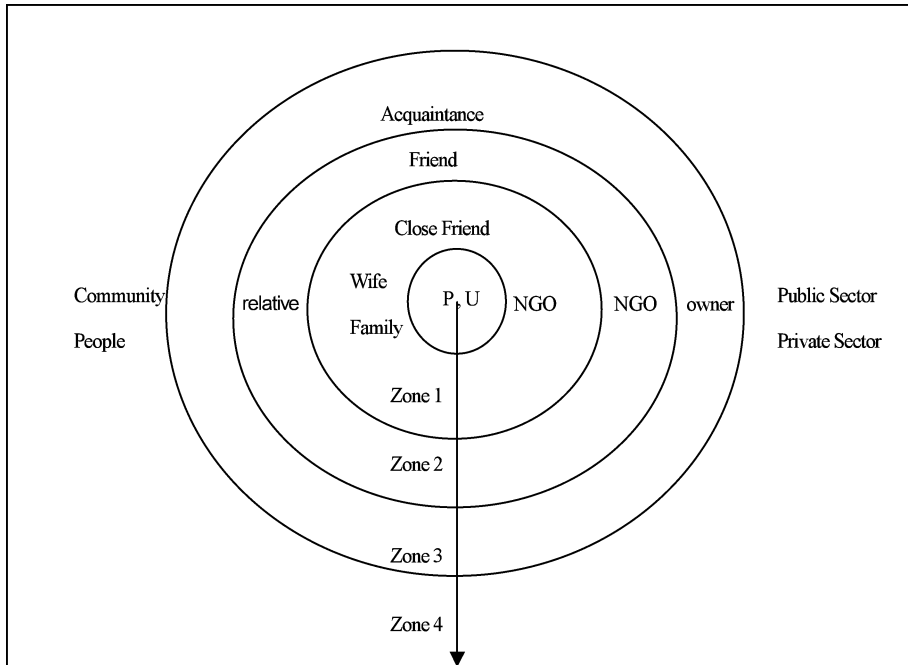 Acquaintance
Friend
Close Friend
Wife
Family
P, U
NGO
relative
NGO
owner
Community
People
Public Sector
Private Sector
Zone 1
Zone 2
Zone 3
Zone 4